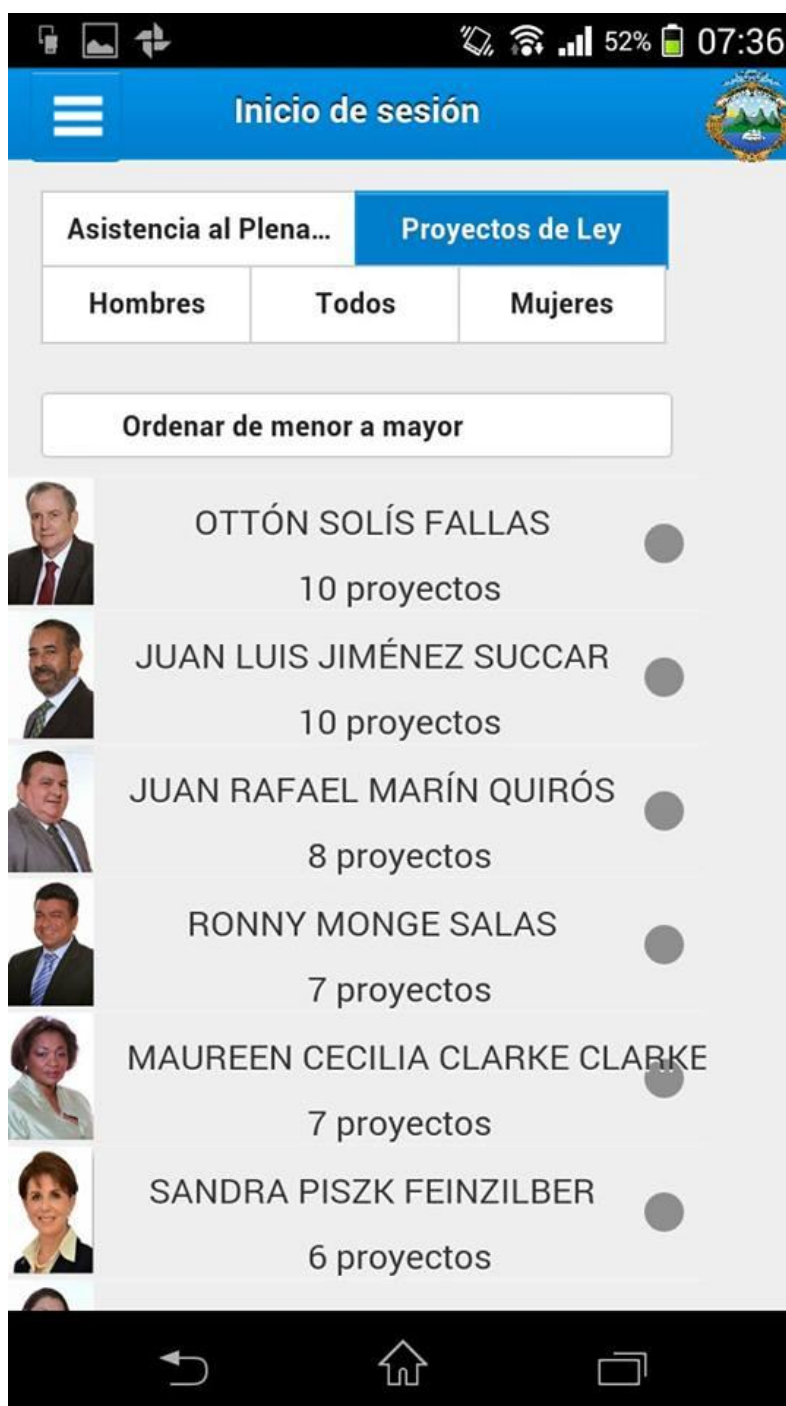 52% 07:36
Inicio de sesión
Asistencia al Plena... Proyectos de Ley
Hombres Todos Mujeres
Ordenar de menor a mayor
OTTÓN SOLÍS FALLAS
10 proyectos
JUAN LUIS JIMÉNEZ SUCCAR
10 proyectos
JUAN RAFAEL MARÍN QUIRÓS
8 proyectos
RONNY MONGE SALAS
7 proyectos
MAUREEN CECILIA CLARKE CLARKE
7 proyectos
SANDRA PISZK FEINZILBER
6 proyectos